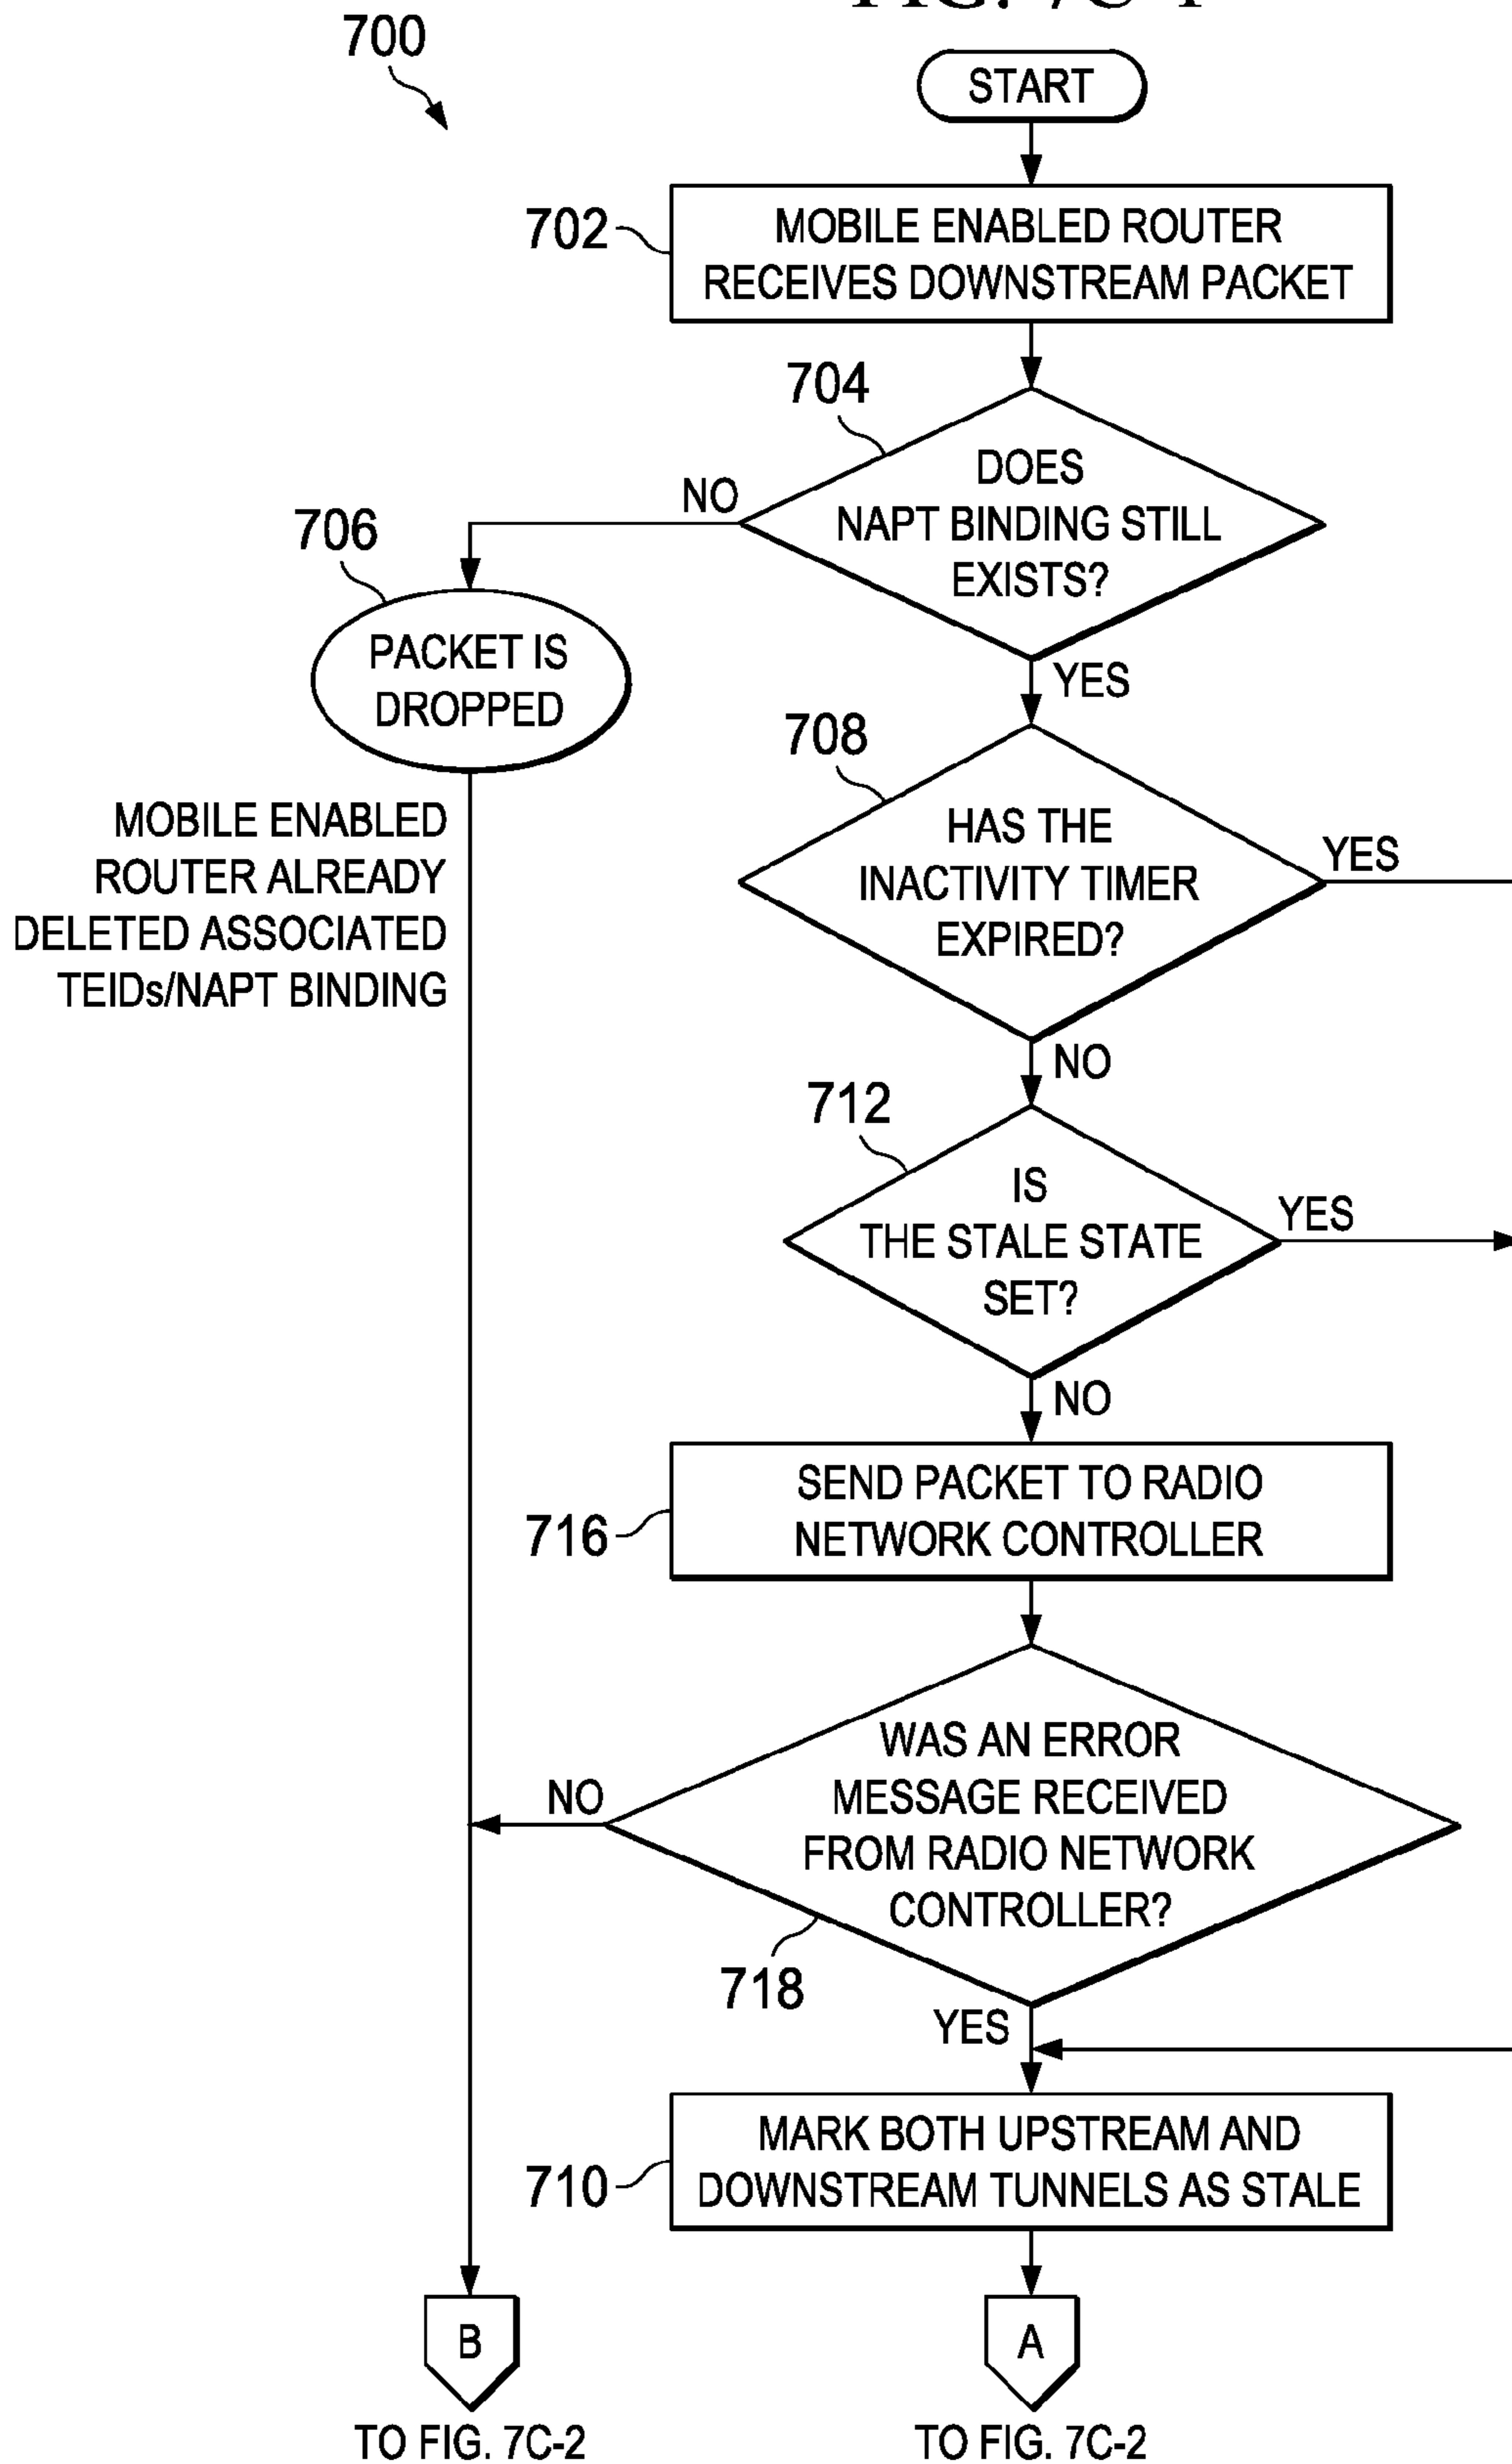 700
START
702
MOBILE ENABLED ROUTER
RECEIVES DOWNSTREAM PACKET
704
DOES
NAPT BINDING STILL
EXISTS?
NO
YES
706
PACKET IS
DROPPED
MOBILE ENABLED
ROUTER ALREADY
DELETED ASSOCIATED
TEIDs/NAPT BINDING
708
HAS THE
INACTIVITY TIMER
EXPIRED?
YES
NO
712
IS
THE STALE STATE
SET?
YES
NO
716
SEND PACKET TO RADIO
NETWORK CONTROLLER
WAS AN ERROR
MESSAGE RECEIVED
FROM RADIO NETWORK
CONTROLLER?
NO
718
YES
710
MARK BOTH UPSTREAM AND
DOWNSTREAM TUNNELS AS STALE
B
TO FIG. 7C-2
A
TO FIG. 7C-2